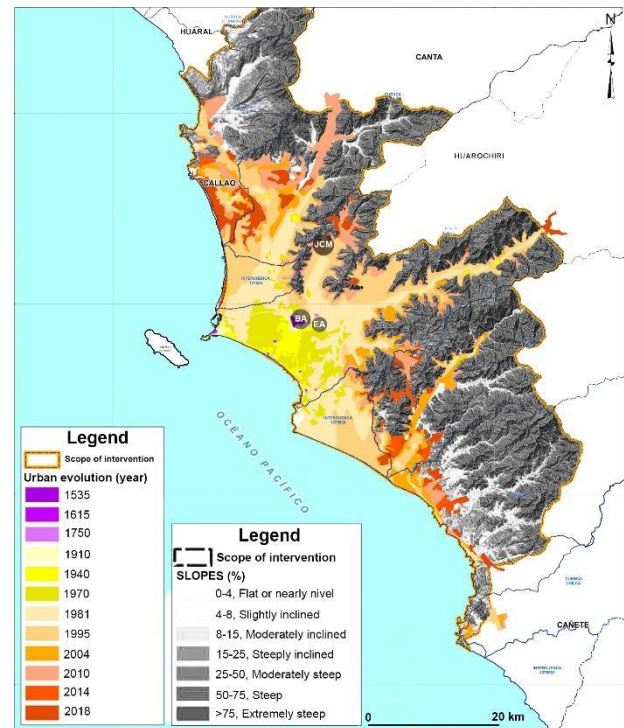 HUARAL
CANTA
N
HUAROCHIRI
CALLAO
JCM
BA
EA
OCÉANO PACÍFICO
CAÑETE
Legend
Scope of intervention
Urban evolution (year)
1535
1615
1750
1910
1940
1970
1981
1995
2004
2010
2014
2018
Legend
Scope of intervention
SLOPES (%)
0-4, Flat or nearly nivel
4-8, Slightly inclined
8-15, Moderately inclined
15-25, Steeply inclined
25-50, Moderately steep
50-75, Steep
>75, Extremely steep
0 20 km